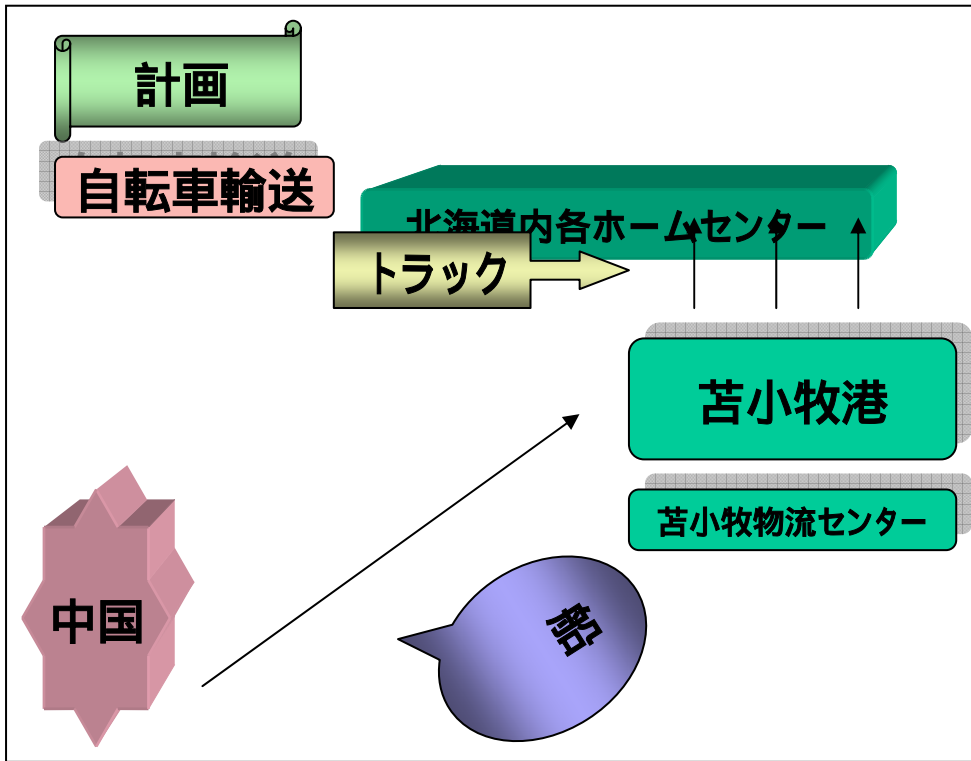 計画
自転車輸送
北海道内各ホームセンター
トラック
苫小牧港
苫小牧物流センター
中国
船